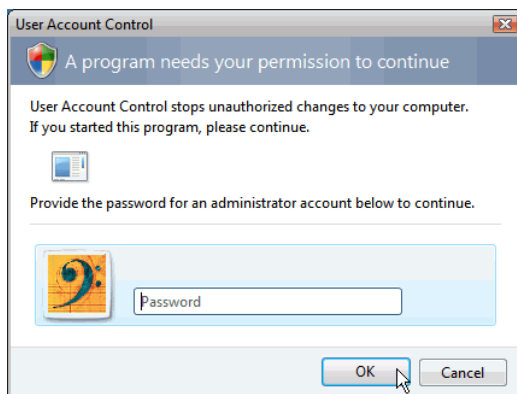 User Account Control
A program needs your permission to continue
User Account Control stops unauthorized changes to your computer.
If you started this program, please continue.
Provide the password for an administrator account below to continue.
Password
OK Cancel